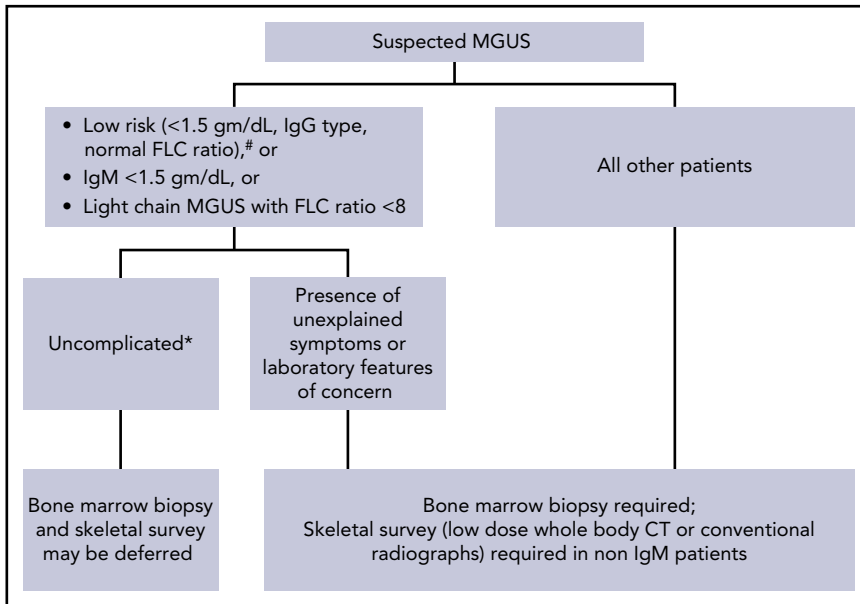 Suspected MGUS
• Low risk (<1.5 gm/dL, IgG type,
normal FLC ratio),# or
• IgM <1.5 gm/dL, or
• Light chain MGUS with FLC ratio <8
All other patients
Uncomplicated*
Presence of
unexplained
symptoms or
laboratory features
of concern
Bone marrow biopsy
and skeletal survey
may be deferred
Bone marrow biopsy required;
Skeletal survey (low dose whole body CT or conventional
radiographs) required in non IgM patients